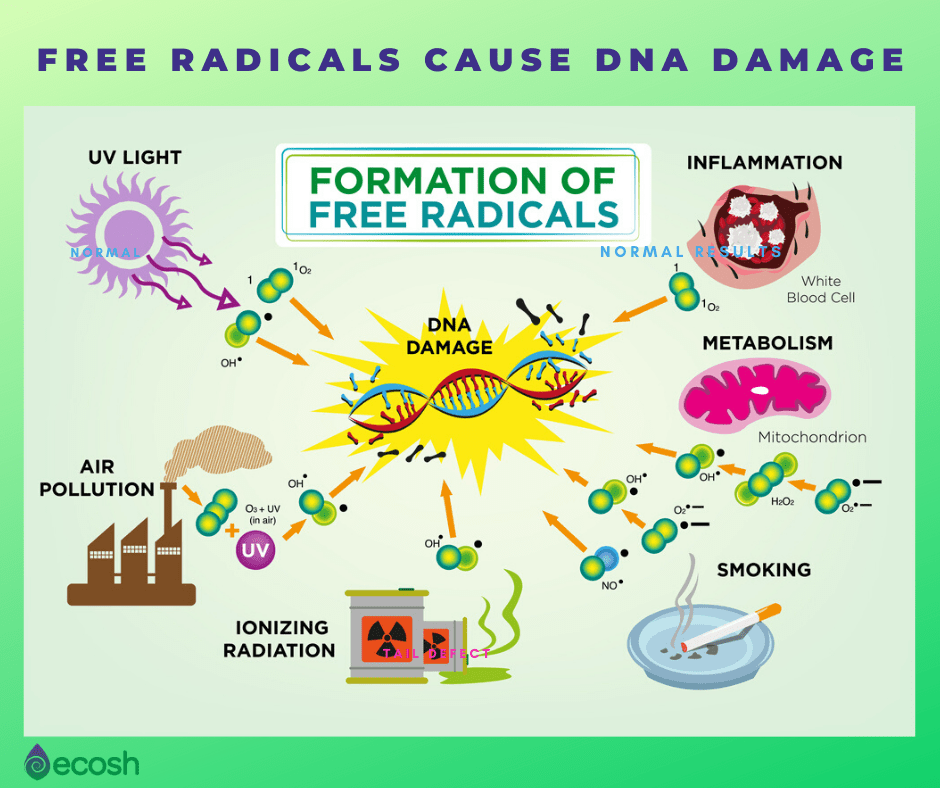 FREE RADICALS CAUSE DNA DAMAGE
FORMATION OF
FREE RADICALS
UV LIGHT
NORMAL
1
1O2
OH•
INFLAMMATION
NORMAL RESULTS
White
Blood Cell
1
1O2
DNA
DAMAGE
METABOLISM
Mitochondrion
OH•
H2O2
O2•–
AIR
POLLUTION
O3 + UV
(in air)
+
UV
OH•
OH•
OH•
O2•–
NO•
SMOKING
IONIZING
RADIATION
TAIL DEFECT
ecosh